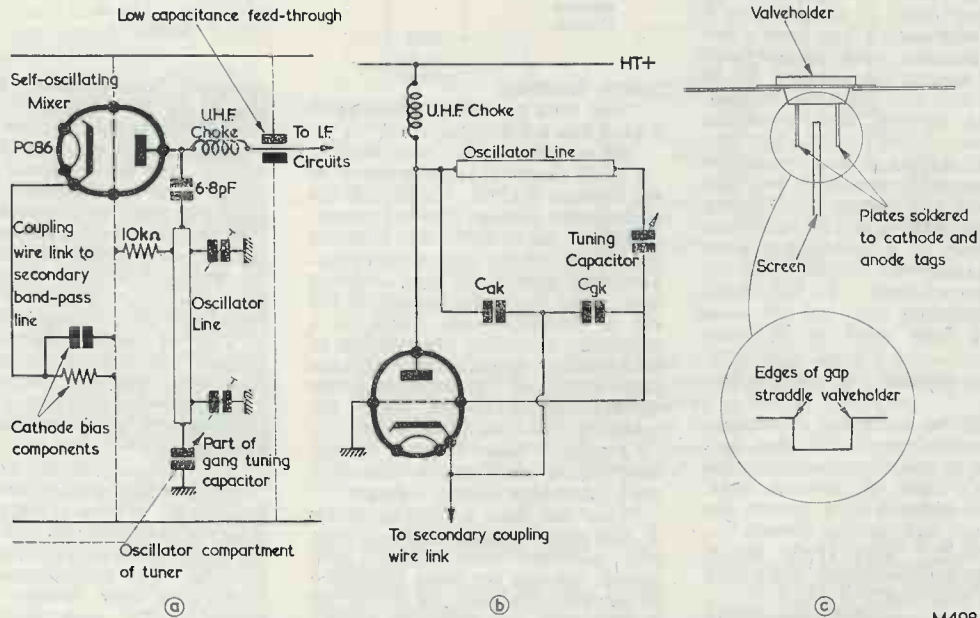 Low capacitance feed-through
Self-oscillating
Mixer
PC86
U.H.F.
Choke
To I.F.
Circuits
6·8pF
Coupling
wire link to
secondary
band-pass
line
10kΩ
Oscillator
Line
Cathode bias
components
Part of
gang tuning
capacitor
Oscillator compartment
of tuner
a
HT+
U.H.F. Choke
Oscillator Line
Tuning
Capacitor
Cak
Cgk
To secondary coupling
wire link
b
Valveholder
Plates soldered
to cathode and
anode tags
Screen
Edges of gap
straddle valveholder
c
M498